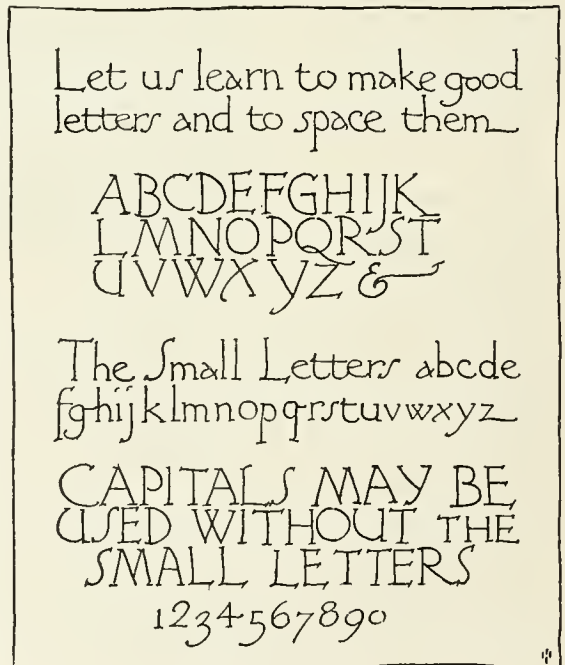 Let us learn to make good
letters and to space them
ABCDEFGHIJK
LMNOPQRST
UVWXYZ &
The Small Letters abcde
fghijklmnopqrstuvwxyz
CAPITALS MAY BE
USED WITHOUT THE
SMALL LETTERS
1234567890